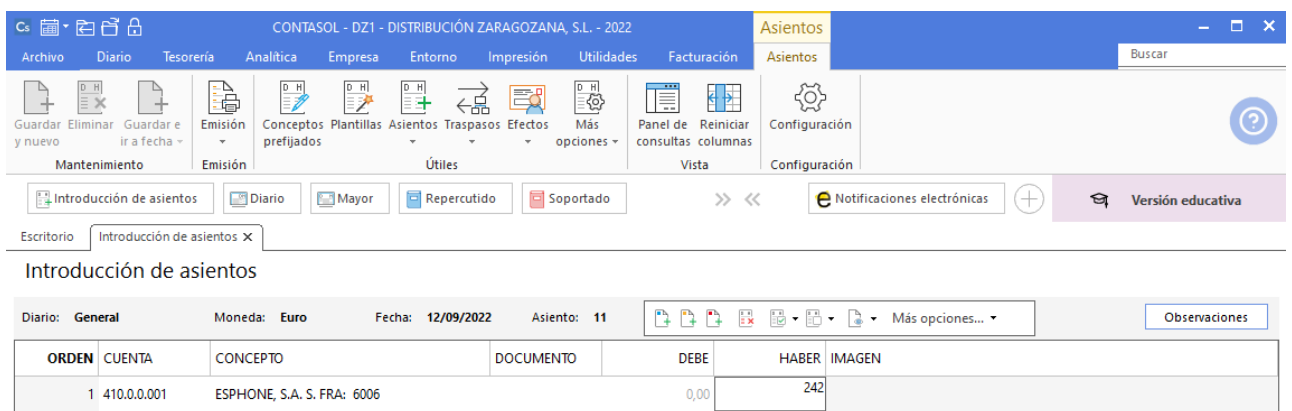 Cs CONTASOL - DZ1 - DISTRIBUCIÓN ZARAGOZANA, S.L. - 2022 Asientos
Archivo Diario Tesorería Analítica Empresa Entorno Impresión Utilidades Facturación Asientos Buscar
Guardar y nuevo Eliminar Guardar e ir a fecha Emisión Conceptos prefijados Plantillas Asientos Traspasos Efectos Más opciones Panel de consultas Reiniciar columnas Configuración
Mantenimiento Emisión Útiles Vista Configuración
Introducción de asientos Diario Mayor Repercutido Soportado Notificaciones electrónicas Versión educativa
Escritorio Introducción de asientos X
Introducción de asientos
Diario: General Moneda: Euro Fecha: 12/09/2022 Asiento: 11 Más opciones... Observaciones
ORDEN CUENTA CONCEPTO DOCUMENTO DEBE HABER IMAGEN
1 410.0.0.001 ESPHONE, S.A. S. FRA: 6006 0,00 242